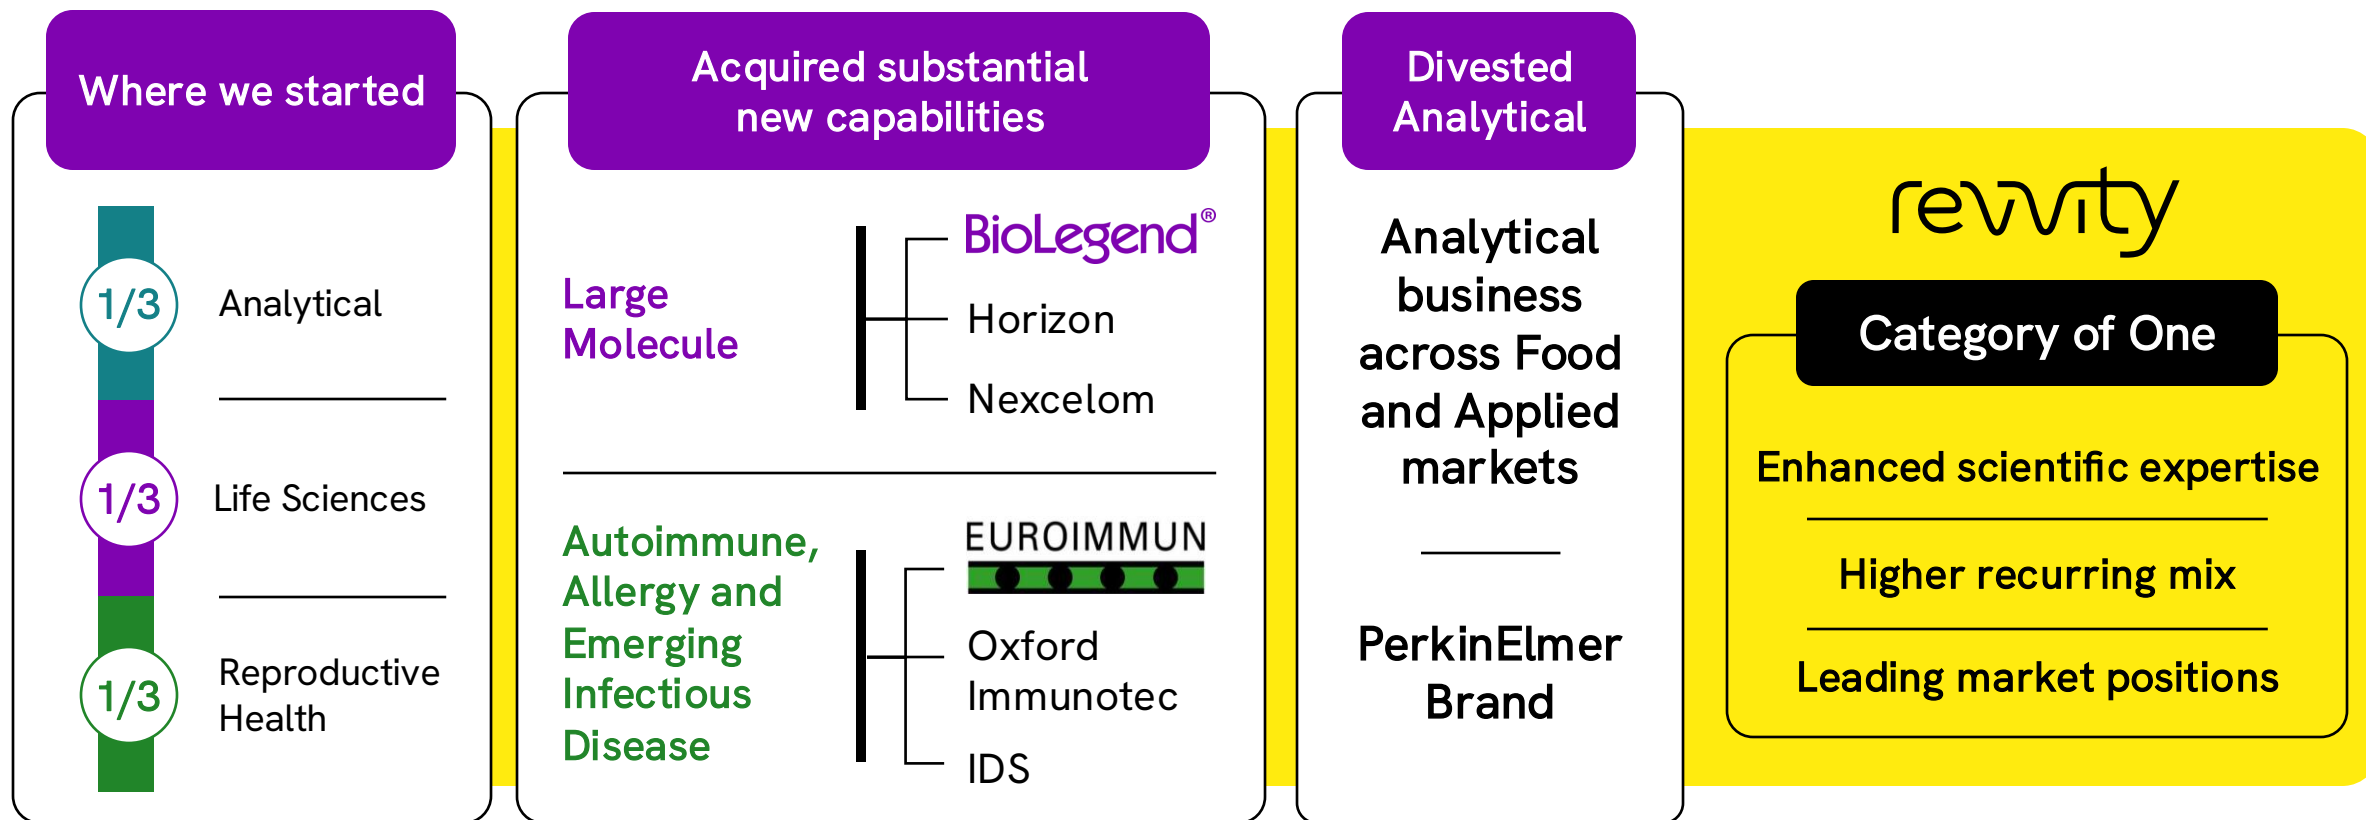 Where we started
1/3
Analytical
1/3
Life Sciences
1/3
Reproductive
Health
Acquired substantial
new capabilities
Large
Molecule
BioLegend®
Horizon
Nexcelom
Autoimmune,
Allergy and
Emerging
Infectious
Disease
EUROIMMUN
Oxford
Immunotec
IDS
Divested
Analytical
Analytical
business
across Food
and Applied
markets
PerkinElmer
Brand
revvity
Category of One
Enhanced scientific expertise
Higher recurring mix
Leading market positions